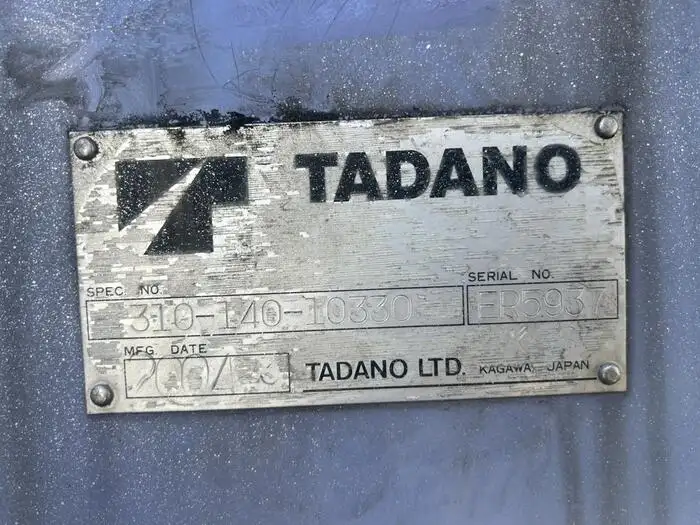 TADANO
SPEC. NO.
SERIAL NO.
310-140-10330
ER5937
MFG. DATE
TADANO LTD. KAGAWA, JAPAN